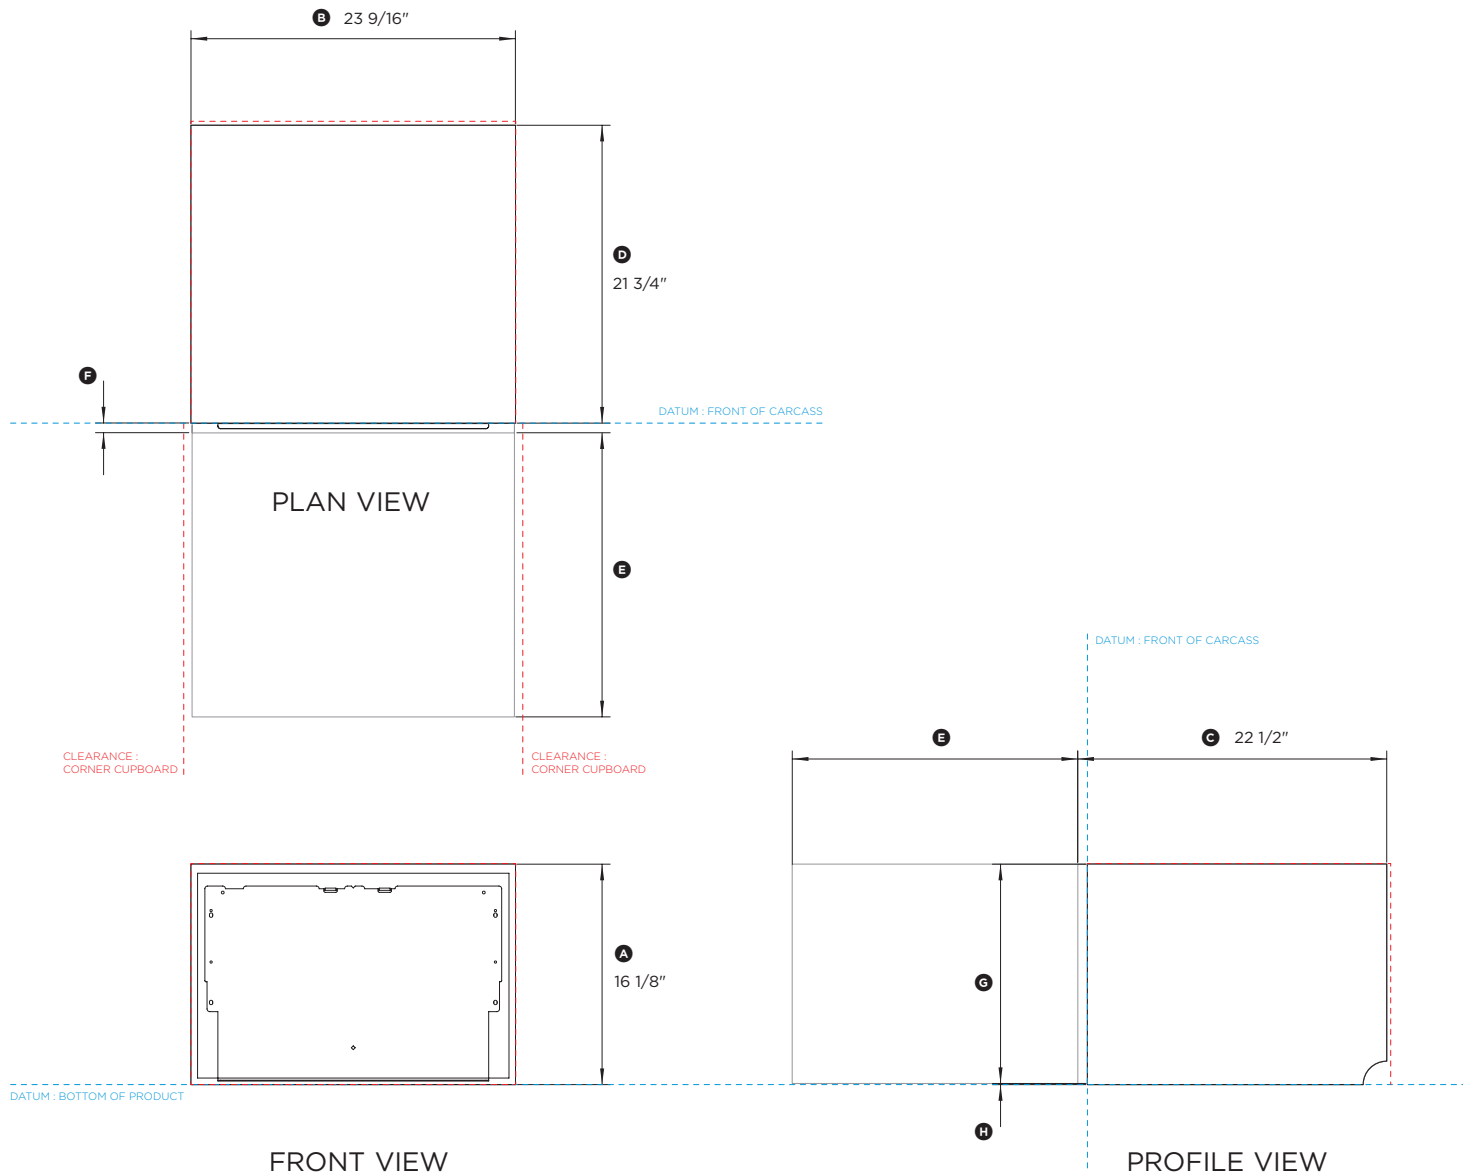 B 23 9/16"
D
21 3/4"
F
DATUM : FRONT OF CARCASS
PLAN VIEW
E
DATUM : FRONT OF CARCASS
CLEARANCE :
CORNER CUPBOARD
CLEARANCE :
CORNER CUPBOARD
E
C 22 1/2"
A
16 1/8"
G
DATUM : BOTTOM OF PRODUCT
H
FRONT VIEW
PROFILE VIEW